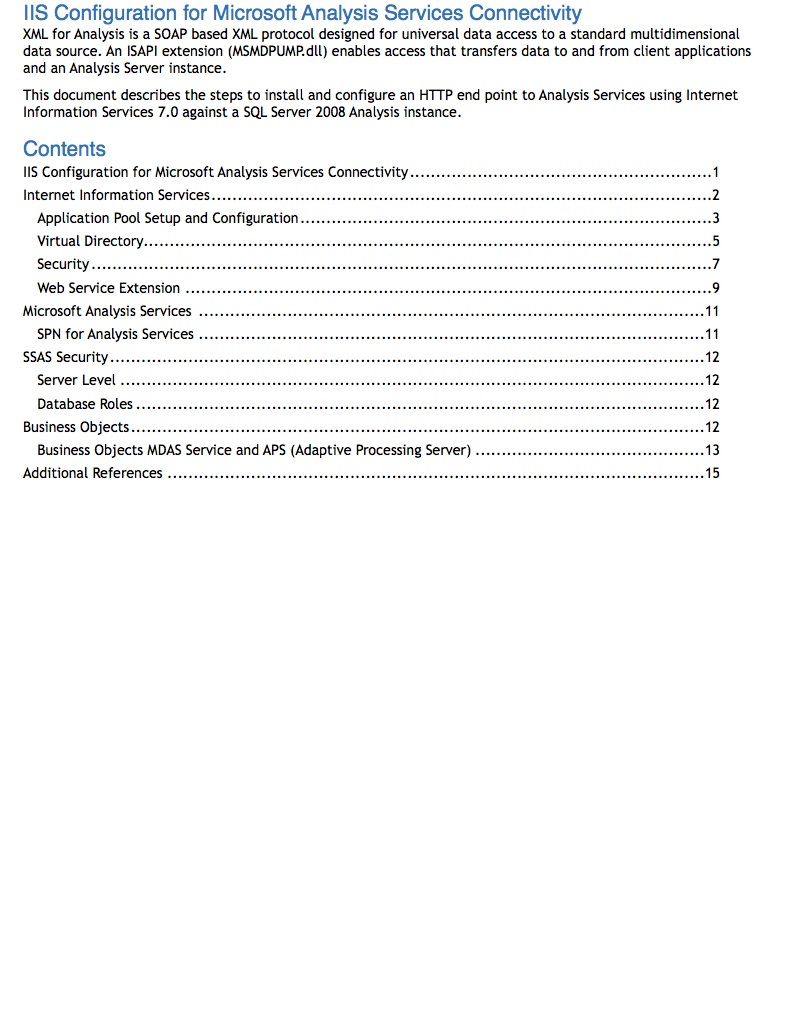 IIS Configuration for Microsoft Analysis Services Connectivity
XML for Analysis is a SOAP based XML protocol designed for universal data access to a standard multidimensional
data source. An ISAPI extension (MSMDPUMP.dll) enables access that transfers data to and from client applications
and an Analysis Server instance.
This document describes the steps to install and configure an HTTP end point to Analysis Services using Internet
Information Services 7.0 against a SQL Server 2008 Analysis instance.
Contents
IIS Configuration for Microsoft Analysis Services Connectivity..........................................................1
Internet Information Services................................................................................................2
Application Pool Setup and Configuration...............................................................................3
Virtual Directory.............................................................................................................5
Security.......................................................................................................................7
Web Service Extension ....................................................................................................9
Microsoft Analysis Services .................................................................................................11
SPN for Analysis Services .................................................................................................11
SSAS Security..................................................................................................................12
Server Level ................................................................................................................12
Database Roles .............................................................................................................12
Business Objects..............................................................................................................12
Business Objects MDAS Service and APS (Adaptive Processing Server) ............................................13
Additional References .......................................................................................................15